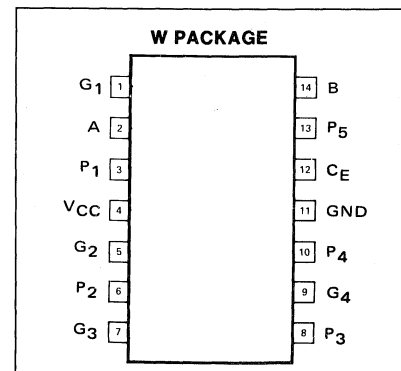 W PACKAGE
G1 1 14 B
A 2 13 P5
P1 3 12 CE
VCC 4 11 GND
G2 5 10 P4
P2 6 9 G4
G3 7 8 P3